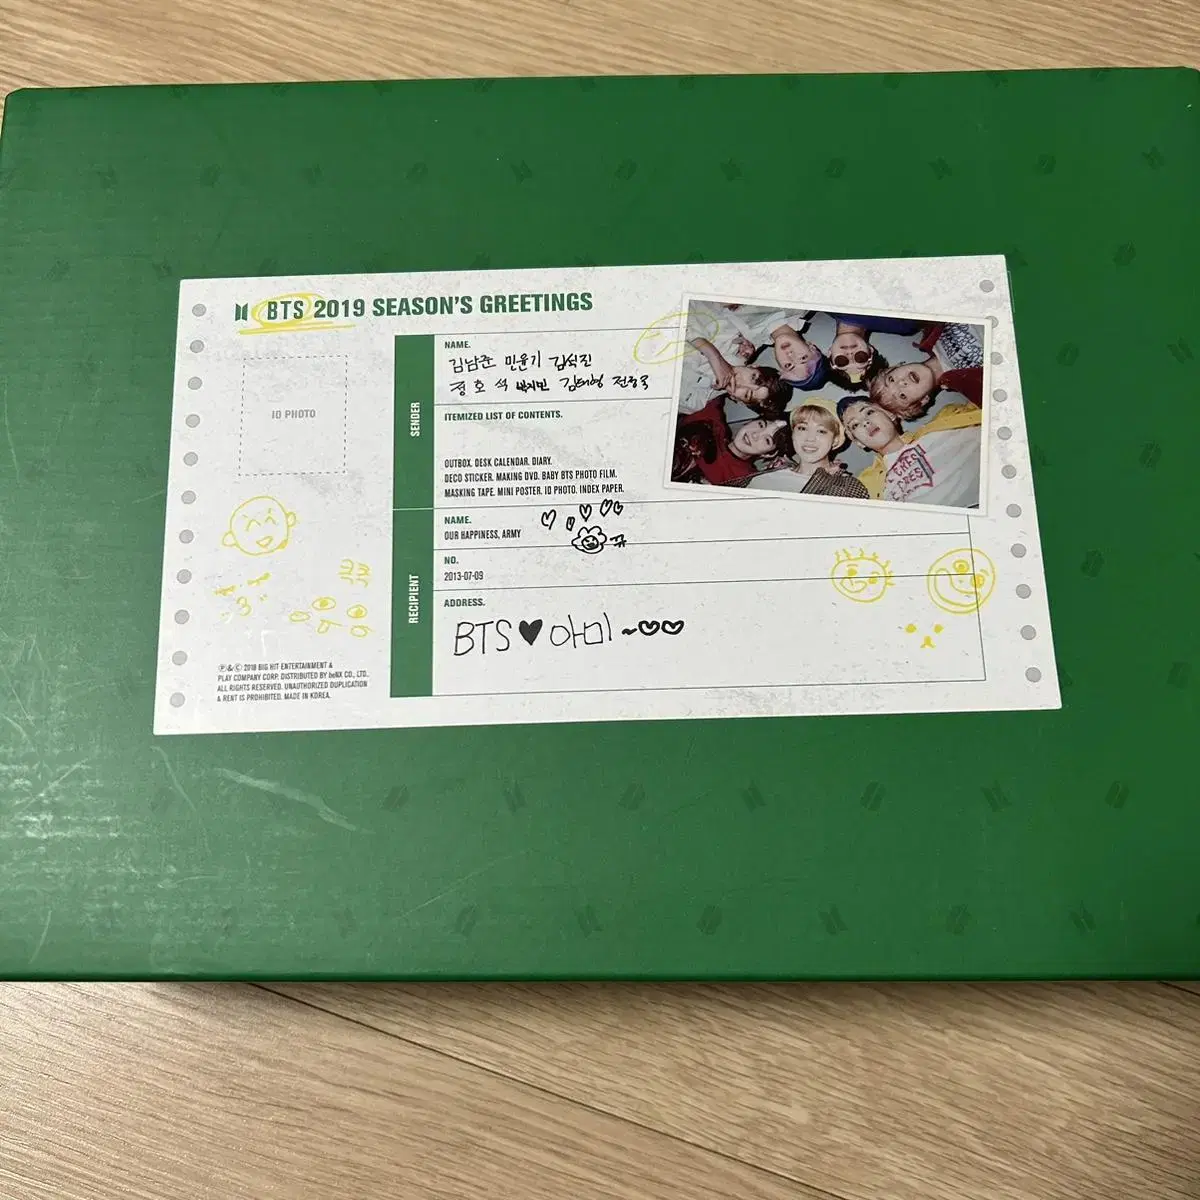 BTS 2019 SEASON'S GREETINGS
ID PHOTO
SENDER
NAME.
김남준 민윤기 김석진
정호석 박지민 김태형 전정국
ITEMIZED LIST OF CONTENTS.
OUTBOX. DESK CALENDAR. DIARY.
DECO STICKER. MAKING DVD. BABY BTS PHOTO FILM.
MASKING TAPE. MINI POSTER. ID PHOTO. INDEX PAPER.
RECIPIENT
NAME.
OUR HAPPINESS, ARMY
NO.
2013-07-09
ADDRESS.
BTS♥아미~♡♡
℗&© 2018 BIG HIT ENTERTAINMENT &
PLAY COMPANY CORP. DISTRIBUTED BY beNX CO., LTD.
ALL RIGHTS RESERVED. UNAUTHORIZED DUPLICATION
& RENT IS PROHIBITED. MADE IN KOREA.